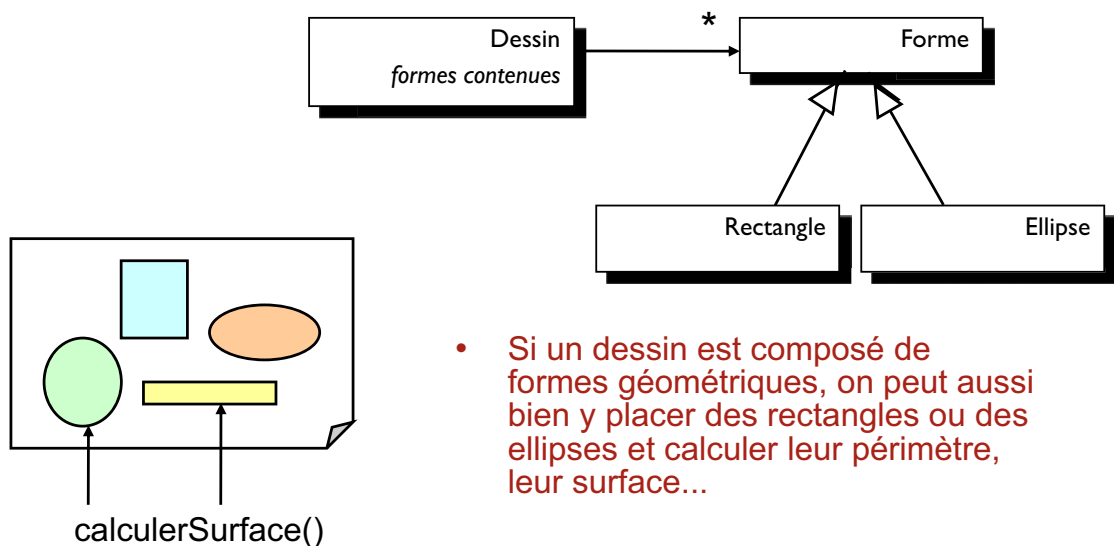 Dessin
formes contenues
*
Forme
Rectangle
Ellipse
• Si un dessin est composé de
formes géométriques, on peut aussi
bien y placer des rectangles ou des
ellipses et calculer leur périmètre,
leur surface...
calculerSurface()